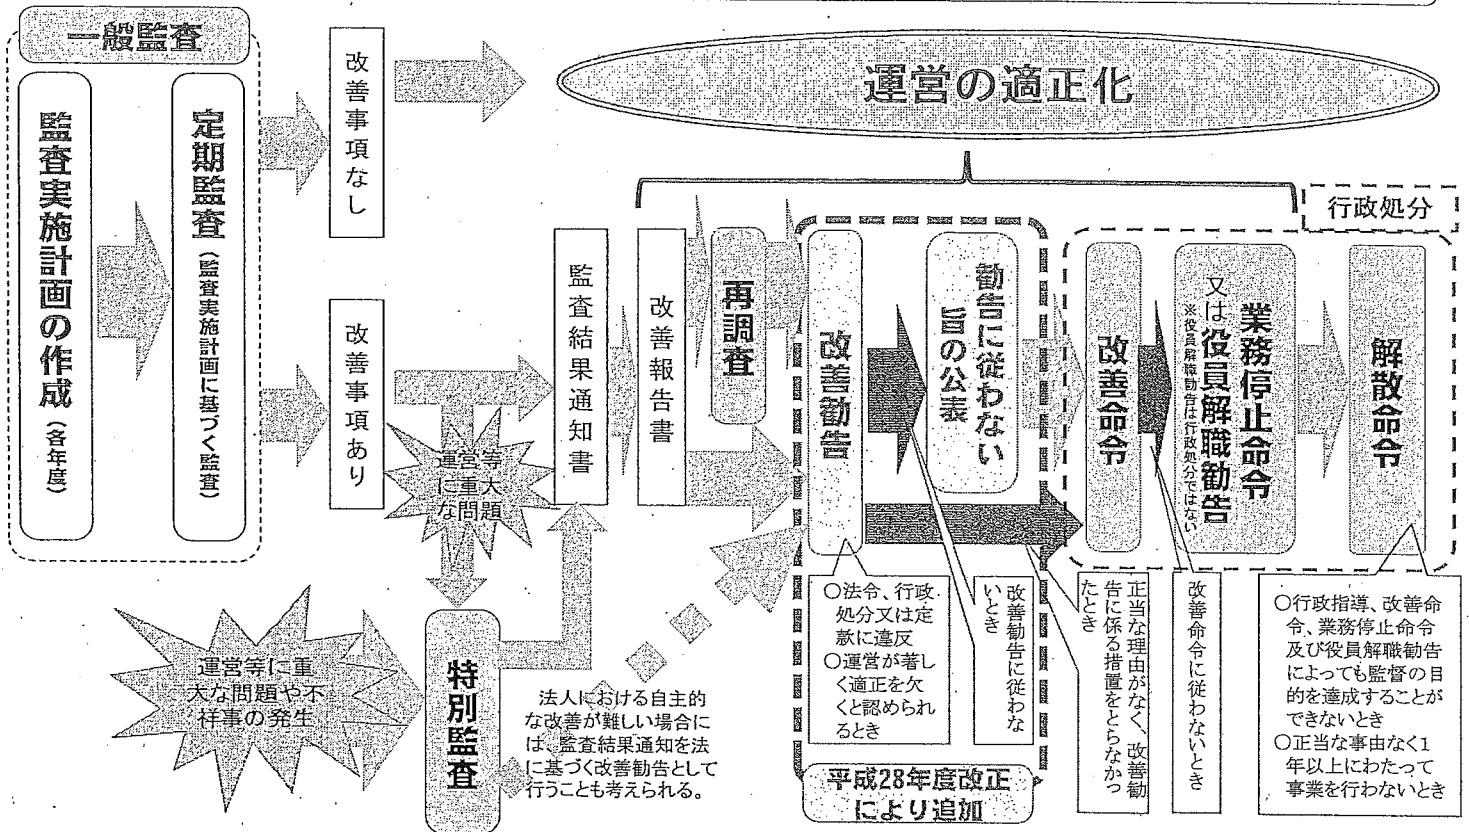 一般監査
監査実施計画の作成（各年度）
定期監査（監査実施計画に基づく監査）
改善事項なし
改善事項あり
運営の適正化
運営等
に重大
な問題
運営等に重
大な問題や不
祥事の発生
特別監査
監査結果通知書
改善報告書
再調査
法人における自主的
な改善が難しい場合に
は、監査結果通知を法
に基づく改善勧告として
行うことも考えられる。
改善勧告
勧告に従わない
旨の公表
○法令、行政
処分又は定
款に違反
○運営が著し
く適正を欠
くと認められ
るとき
改善勧告に従わな
いとき
平成28年度改正
により追加
行政処分
改善命令
業務停止命令
又は役員解職勧告
※役員解職勧告は行政処分ではない
解散命令
正当な理由がなく、改善勧
告に係る措置をとらなかっ
たとき
改善命令に従わないとき
○行政指導、改善命
令、業務停止命令
及び役員解職勧告
によっても監督の目
的を達成することが
できないとき
○正当な事由なく1
年以上にわたって
事業を行わないとき